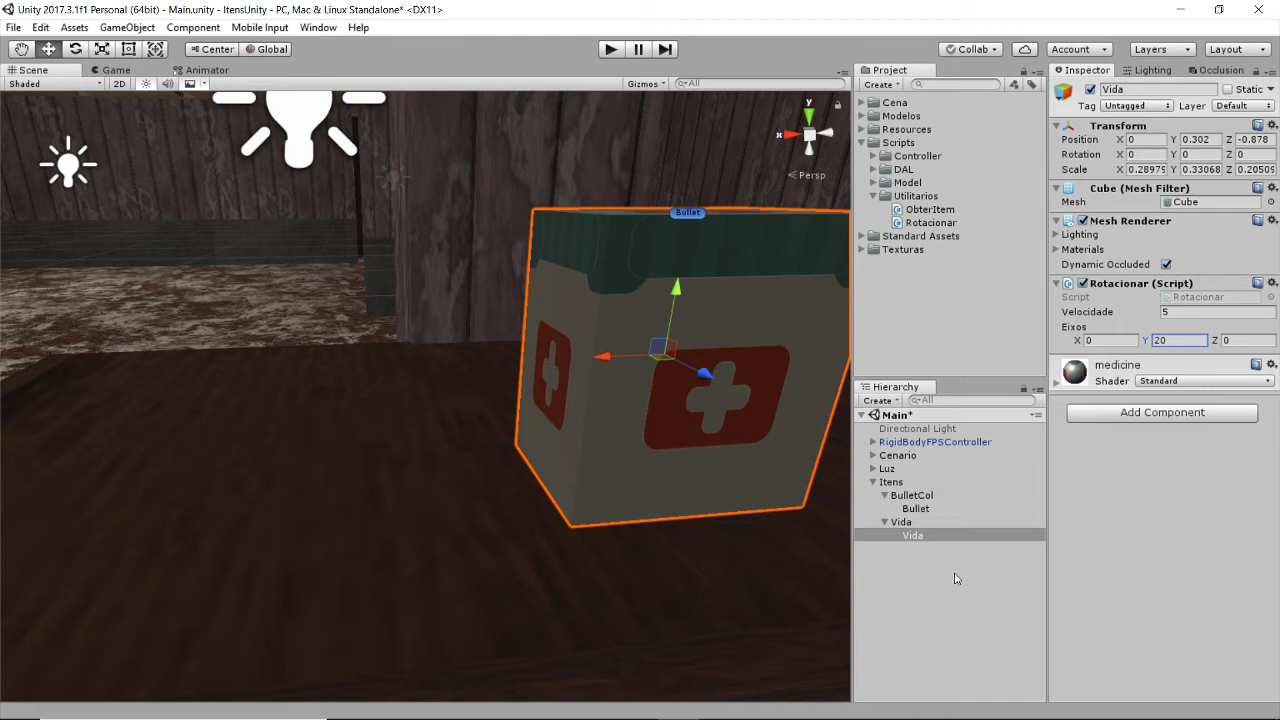 Unity 2017.3.1f1 Personal (64bit) - Main.unity - ItensUnity - PC, Mac & Linux Standalone* <DX11>
File Edit Assets GameObject Component Mobile Input Window Help
Center Global Collab Account Layers Layout
Scene Game Animator
Shaded 2D Gizmos All
y
x
Persp
Bullet
Project
Create
Cena
Modelos
Resources
Scripts
Controller
DAL
Model
Utilitarios
ObterItem
Rotacionar
Standard Assets
Texturas
Hierarchy
Create All
Main*
Directional Light
RigidBodyFPSController
Cenario
Luz
Itens
BulletCol
Bullet
Vida
Vida
Inspector Lighting Occlusion
Vida Static
Tag Untagged Layer Default
Transform
Position X 0 Y 0.302 Z -0.878
Rotation X 0 Y 0 Z 0
Scale X 0.28979 Y 0.33068 Z 0.20509
Cube (Mesh Filter)
Mesh Cube
Mesh Renderer
Lighting
Materials
Dynamic Occluded
Rotacionar (Script)
Script Rotacionar
Velocidade 5
Eixos
X 0 Y 20 Z 0
medicine
Shader Standard
Add Component